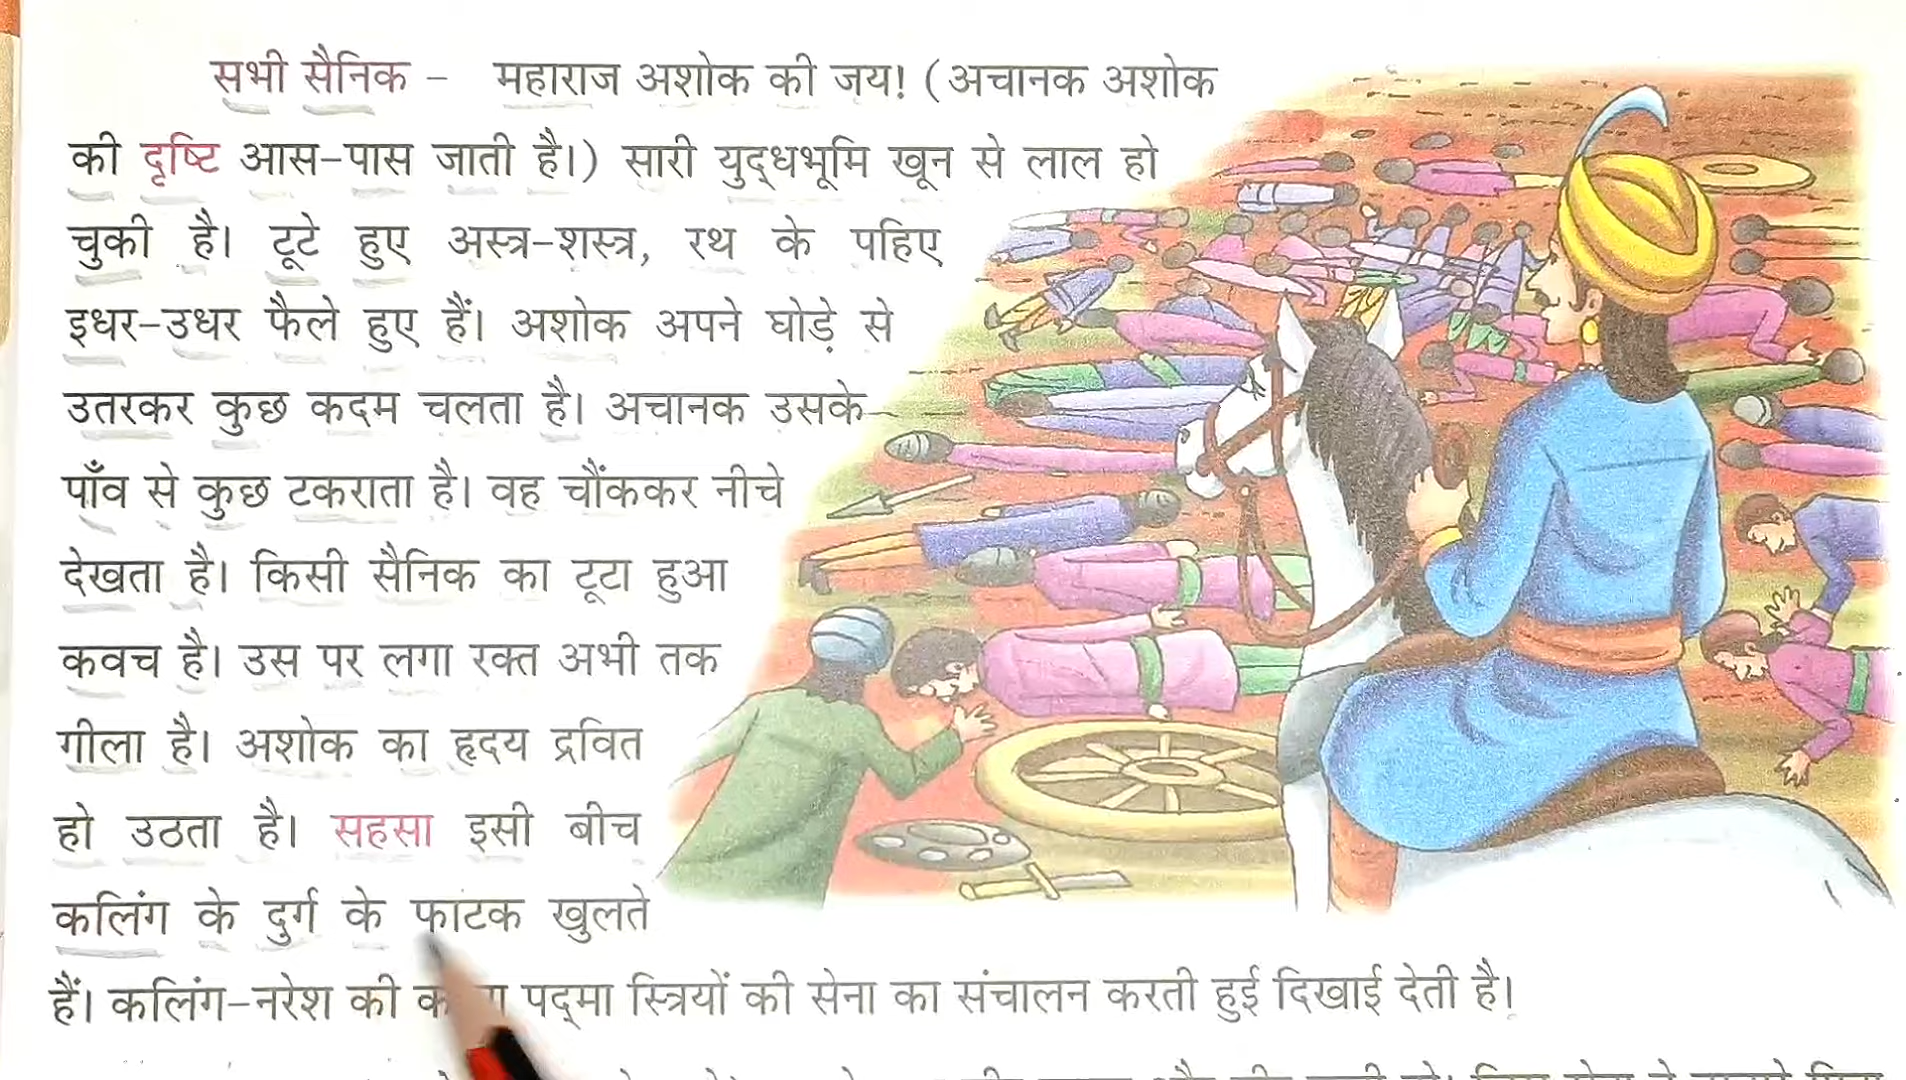 सभी सैनिक – महाराज अशोक की जय! (अचानक अशोक
की दृष्टि आस-पास जाती है।) सारी युद्धभूमि खून से लाल हो
चुकी है। टूटे हुए अस्त्र-शस्त्र, रथ के पहिए
इधर-उधर फैले हुए हैं। अशोक अपने घोड़े से
उतरकर कुछ कदम चलता है। अचानक उसके
पाँव से कुछ टकराता है। वह चौंककर नीचे
देखता है। किसी सैनिक का टूटा हुआ
कवच है। उस पर लगा रक्त अभी तक
गीला है। अशोक का हृदय द्रवित
हो उठता है। सहसा इसी बीच
कलिंग के दुर्ग के फाटक खुलते
हैं। कलिंग-नरेश की पद्मा स्त्रियों की सेना का संचालन करती हुई दिखाई देती है।